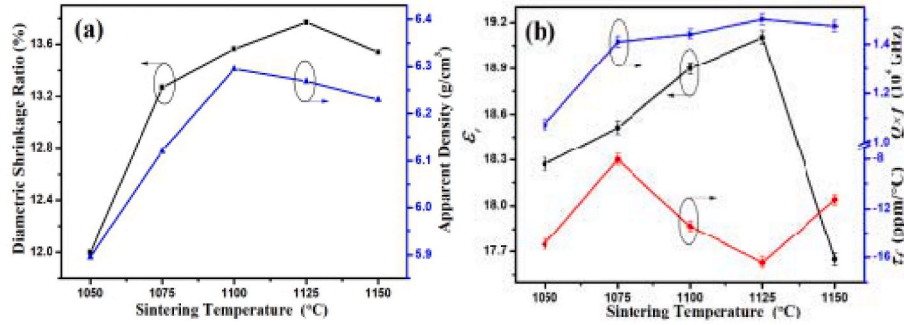 (a)
Diametric Shrinkage Ratio (%)
13.6
13.2
12.8
12.4
12.0
1050 1075 1100 1125 1150
Sintering Temperature (°C)
6.4
6.3
6.2
6.1
6.0
5.9
Apparent Density (g/cm³)
(b)
εr
19.2
18.9
18.6
18.3
18.0
17.7
1050 1075 1100 1125 1150
Sintering Temperature (°C)
1.4
1.2
1.0
Q×f (10⁴ GHz)
-8
-12
-16
τf (ppm/°C)